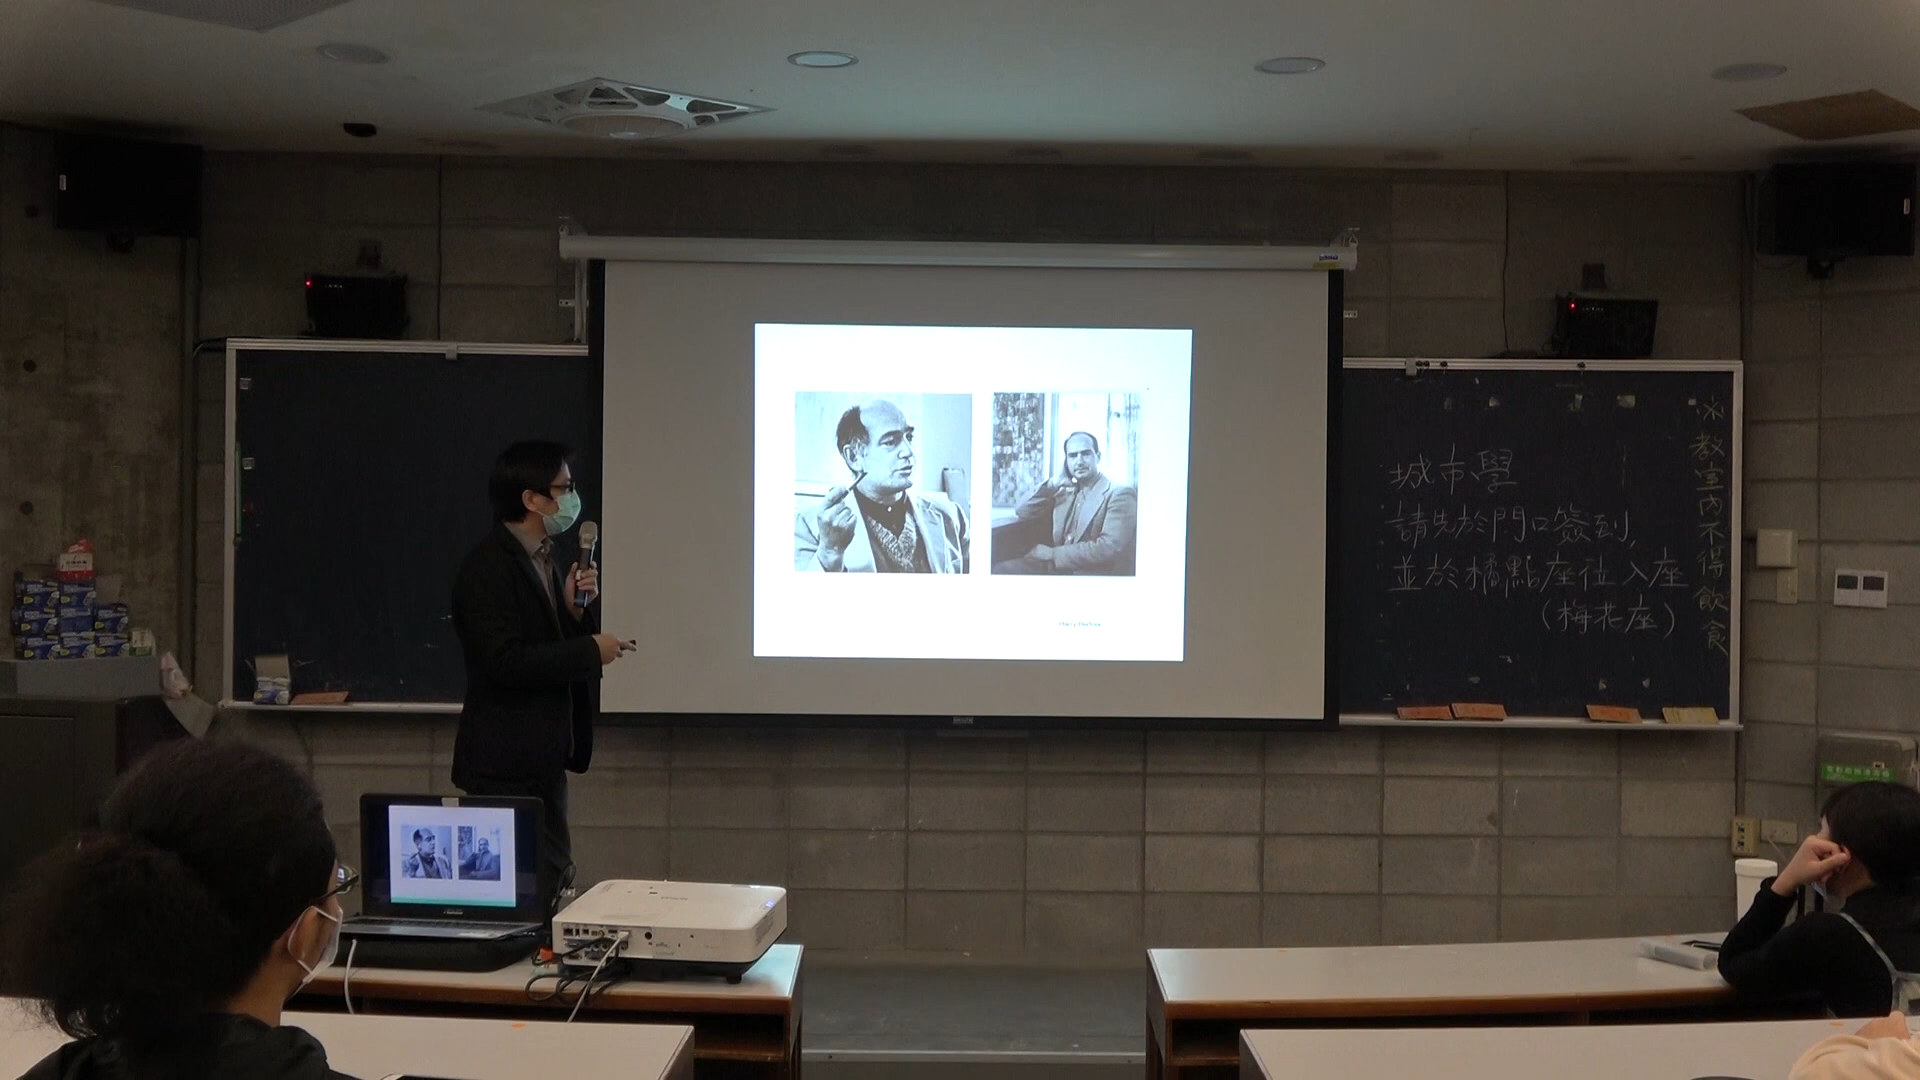 城市學
請先於門口簽到,
並於橘點座位入座
(梅花座)
※教室內不得飲食